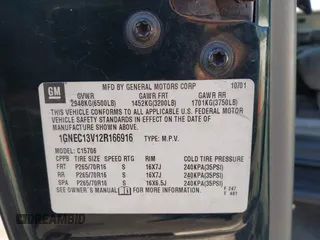 GM
MFD BY GENERAL MOTORS CORP 10/01
GVWR GAWR FRT GAWR RR
2948KG(6500LB) 1452KG(3200LB) 1701KG(3750LB)
THIS VEHICLE CONFORMS TO ALL APPLICABLE U.S. FEDERAL
MOTOR VEHICLE SAFETY STANDARDS IN EFFECT ON THE DATE
OF MANUFACTURE SHOWN ABOVE.
1GNEC13V12R166916 TYPE: M.P.V.
MODEL: C15706
TIRE SIZE SPEED RTG RIM COLD TIRE PRESSURE
FRT P265/70R16 S 16X7J 240KPA(35PSI)
RR P265/70R16 S 16X7J 240KPA(35PSI)
SPA P265/70R16 S 16X6.5J 240KPA(35PSI)
SEE OWNER'S MANUAL FOR ADDITIONAL INFORMATION.